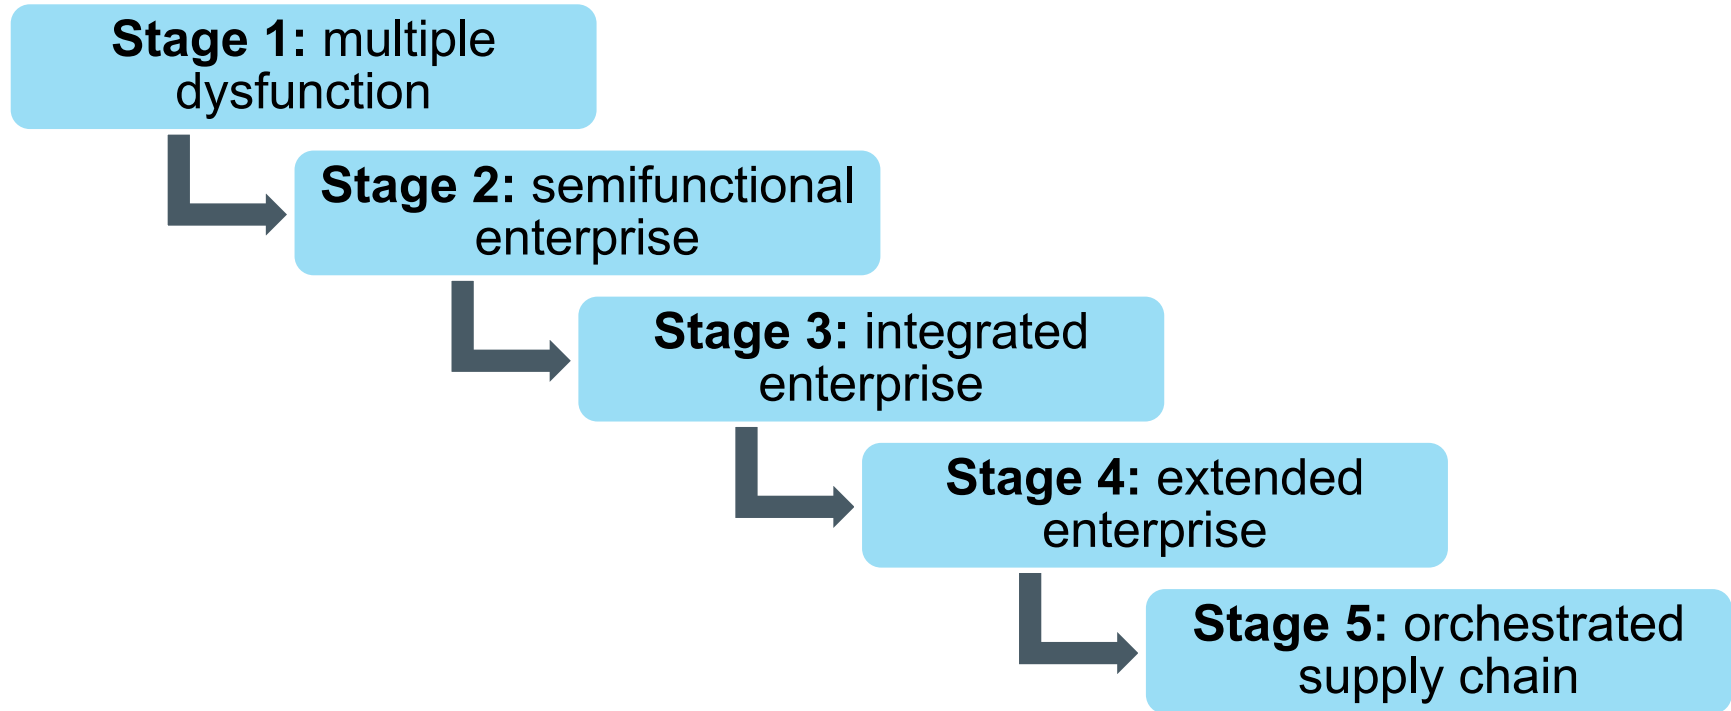 Stage 1: multiple
dysfunction
Stage 2: semifunctional
enterprise
Stage 3: integrated
enterprise
Stage 4: extended
enterprise
Stage 5: orchestrated
supply chain